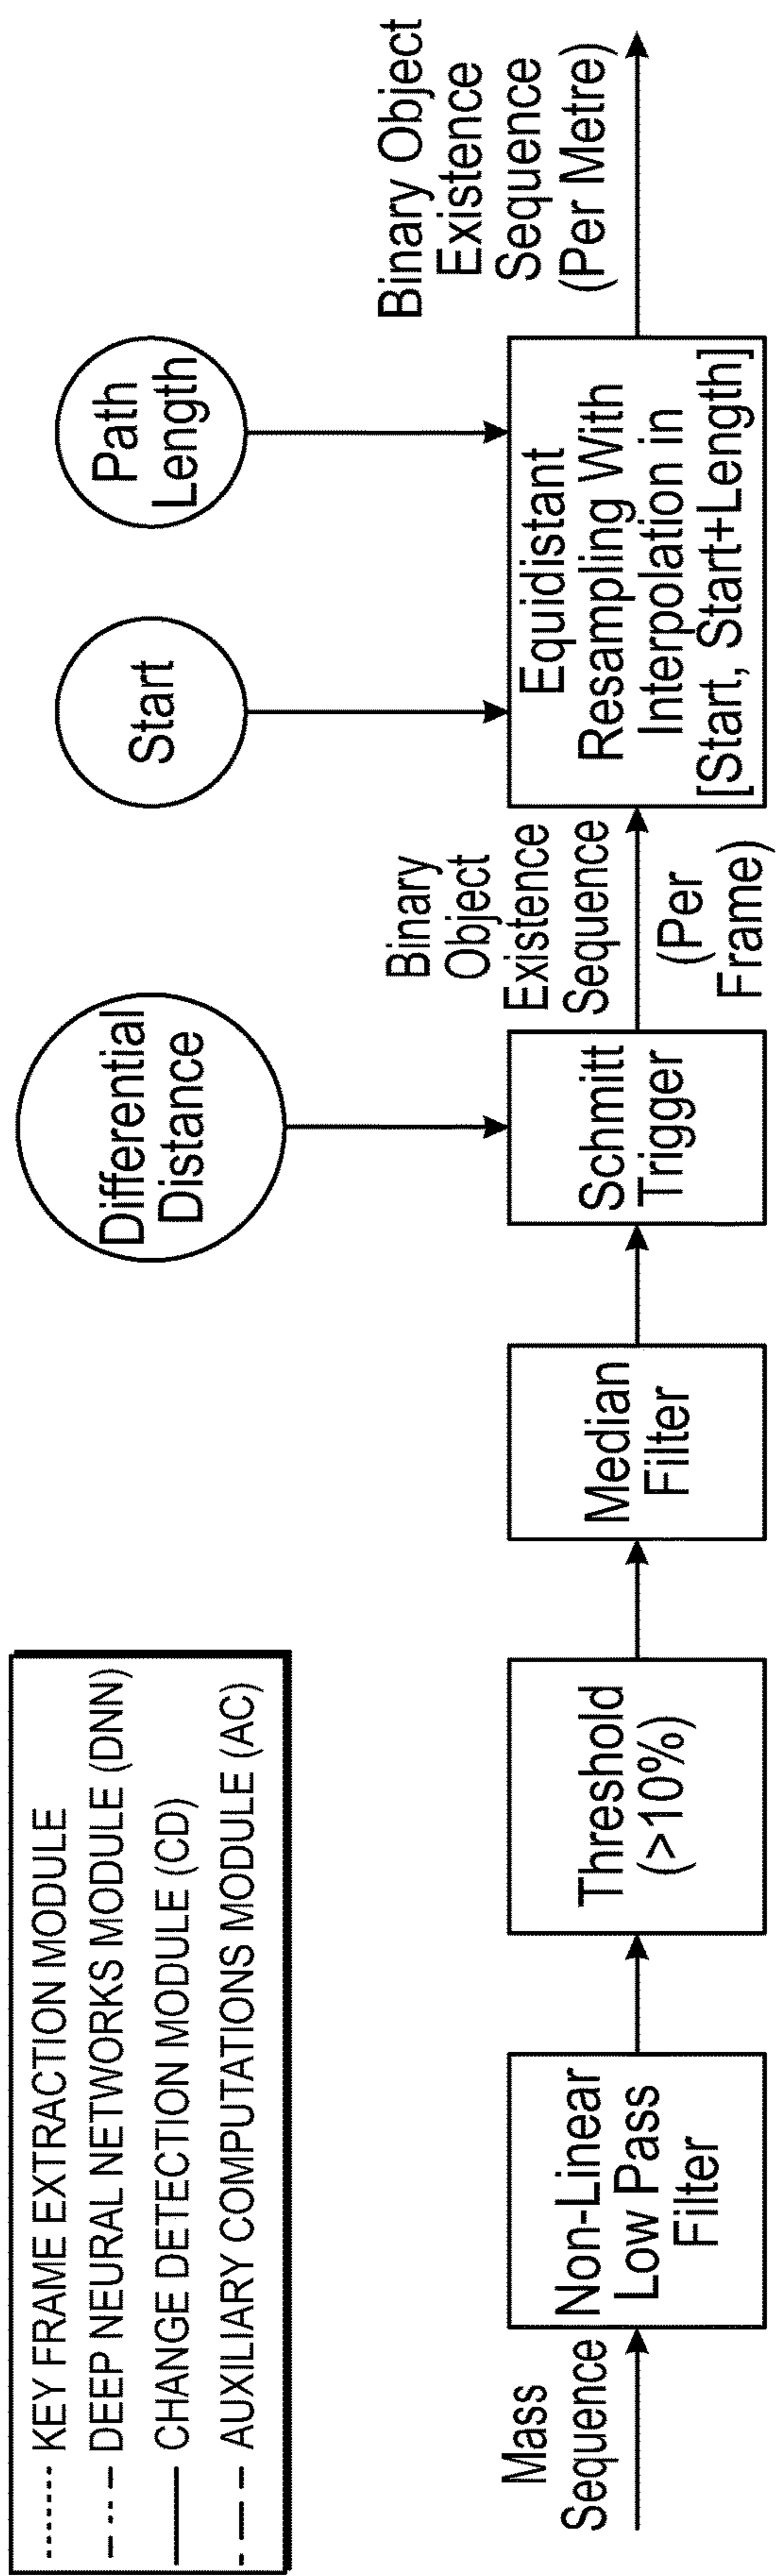 KEY FRAME EXTRACTION MODULE
DEEP NEURAL NETWORKS MODULE (DNN)
CHANGE DETECTION MODULE (CD)
AUXILIARY COMPUTATIONS MODULE (AC)
Differential
Distance
Start
Path
Length
Mass
Sequence
Non-Linear
Low Pass
Filter
Threshold
(>10%)
Median
Filter
Schmitt
Trigger
Binary
Object
Existence
Sequence
(Per
Frame)
Equidistant
Resampling With
Interpolation in
[Start, Start+Length]
Binary Object
Existence
Sequence
(Per Metre)